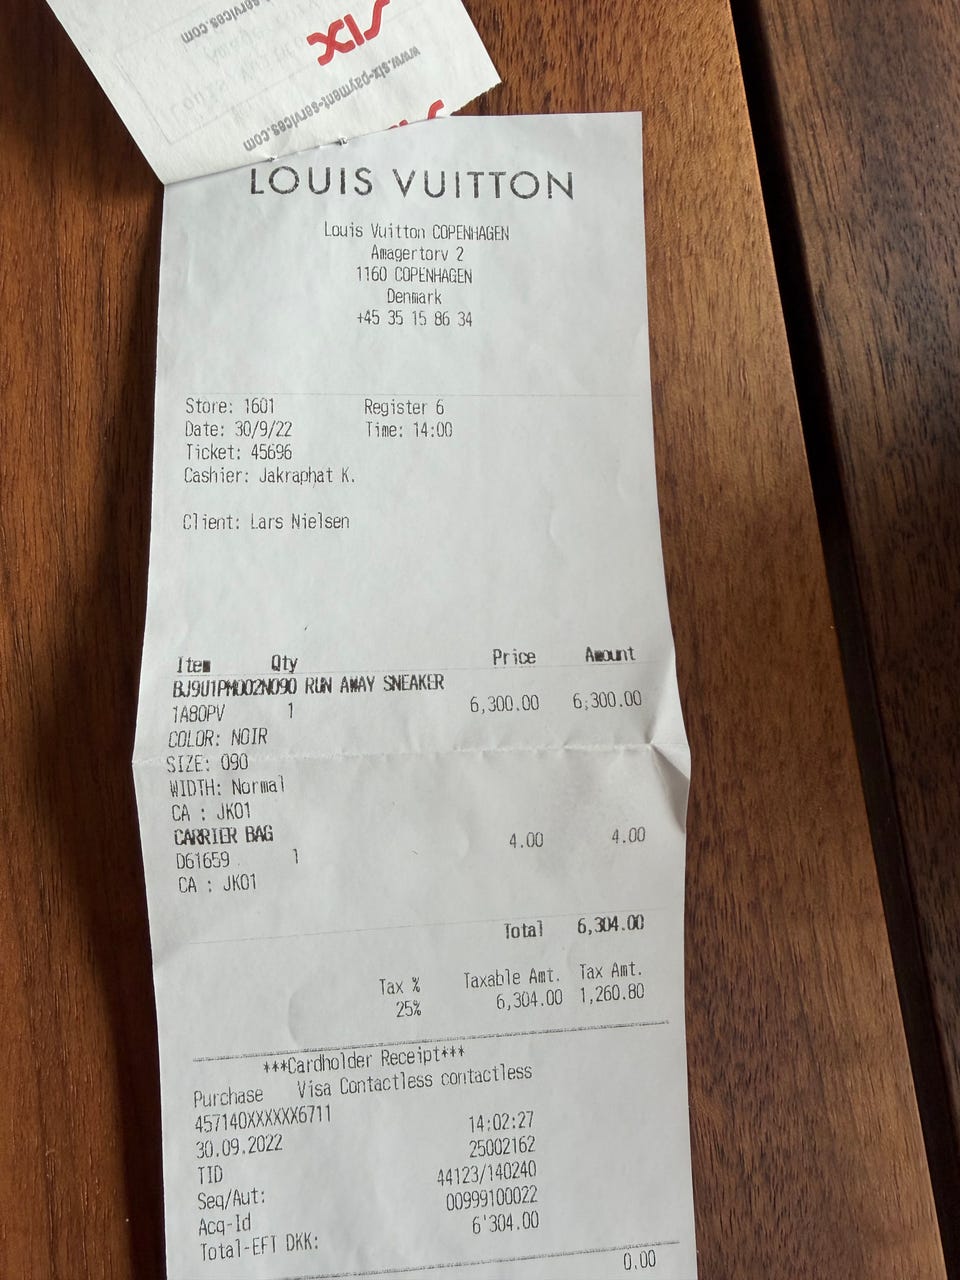 www.six-payment-services.com
SIX
LOUIS VUITTON
Louis Vuitton COPENHAGEN
Amagertorv 2
1160 COPENHAGEN
Denmark
+45 35 15 86 34
Store: 1601 Register 6
Date: 30/9/22 Time: 14:00
Ticket: 45696
Cashier: Jakraphat K.
Client: Lars Nielsen
Item Qty Price Amount
BJ9U1PMO02N090 RUN AWAY SNEAKER
1A80PV 1 6,300.00 6,300.00
COLOR: NOIR
SIZE: 090
WIDTH: Normal
CA : JK01
CARRIER BAG
D61659 1 4.00 4.00
CA : JK01
Total 6,304.00
Tax % Taxable Amt. Tax Amt.
25% 6,304.00 1,260.80
***Cardholder Receipt***
Purchase Visa Contactless contactless
457140XXXXXX6711
30.09.2022 14:02:27
TID 25002162
Seq/Aut: 44123/140240
Acq-Id 00999100022
Total-EFT DKK: 6'304.00
0.00